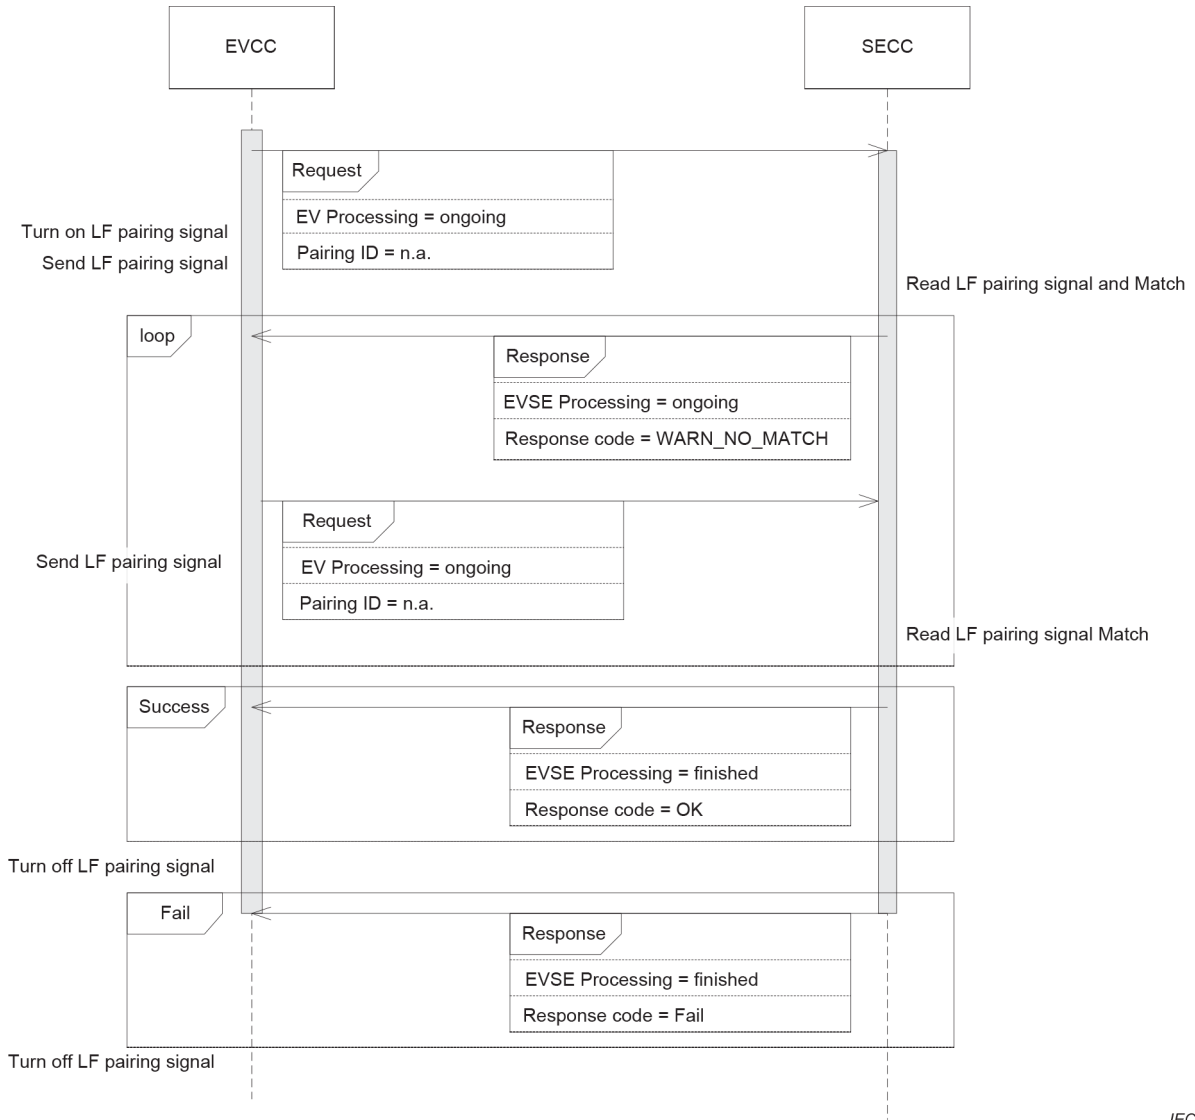 EVCC
SECC
Request
EV Processing = ongoing
Pairing ID = n.a.
Turn on LF pairing signal
Send LF pairing signal
Read LF pairing signal and Match
loop
Response
EVSE Processing = ongoing
Response code = WARN_NO_MATCH
Request
EV Processing = ongoing
Pairing ID = n.a.
Send LF pairing signal
Read LF pairing signal Match
Success
Response
EVSE Processing = finished
Response code = OK
Turn off LF pairing signal
Fail
Response
EVSE Processing = finished
Response code = Fail
Turn off LF pairing signal
IEC